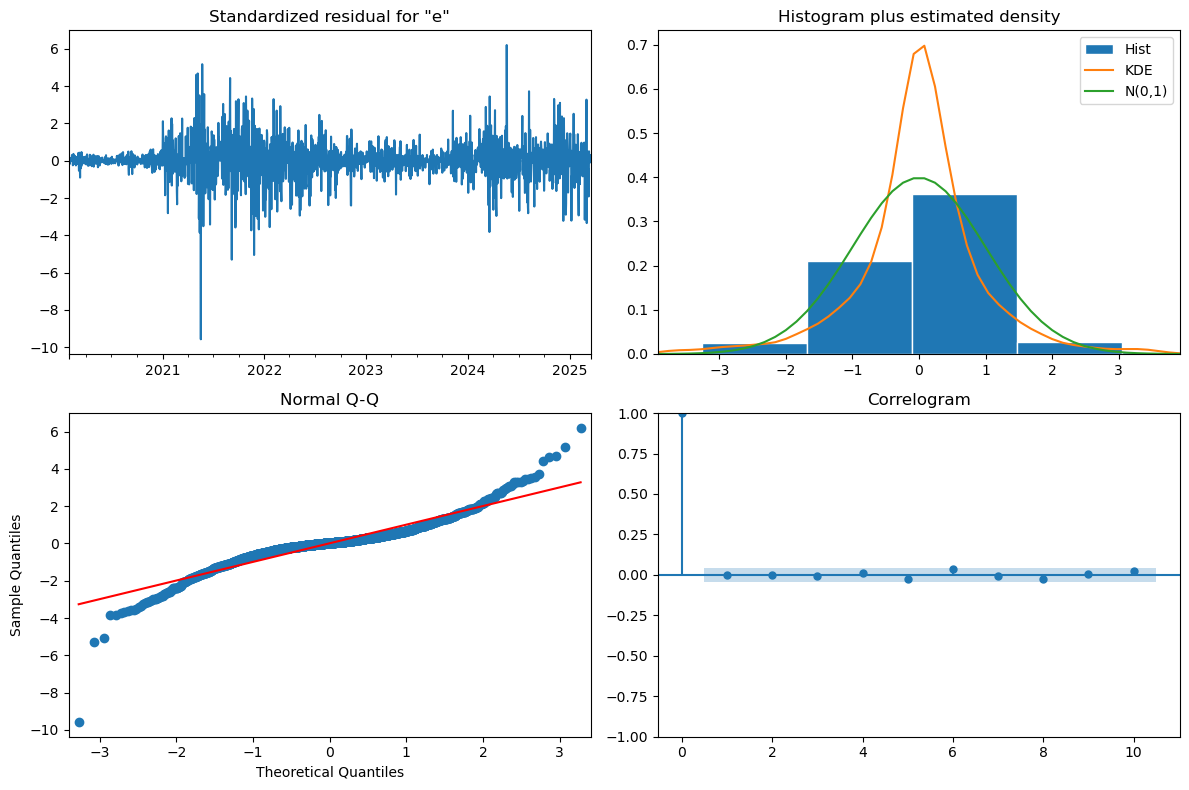 Standardized residual for "e"
6
4
2
0
−2
−4
−6
−8
−10
2021 2022 2023 2024 2025
Histogram plus estimated density
0.7
0.6
0.5
0.4
0.3
0.2
0.1
0.0
−3 −2 −1 0 1 2 3
Hist
KDE
N(0,1)
Normal Q-Q
Sample Quantiles
6
4
2
0
−2
−4
−6
−8
−10
−3 −2 −1 0 1 2 3
Theoretical Quantiles
Correlogram
1.00
0.75
0.50
0.25
0.00
−0.25
−0.50
−0.75
−1.00
0 2 4 6 8 10